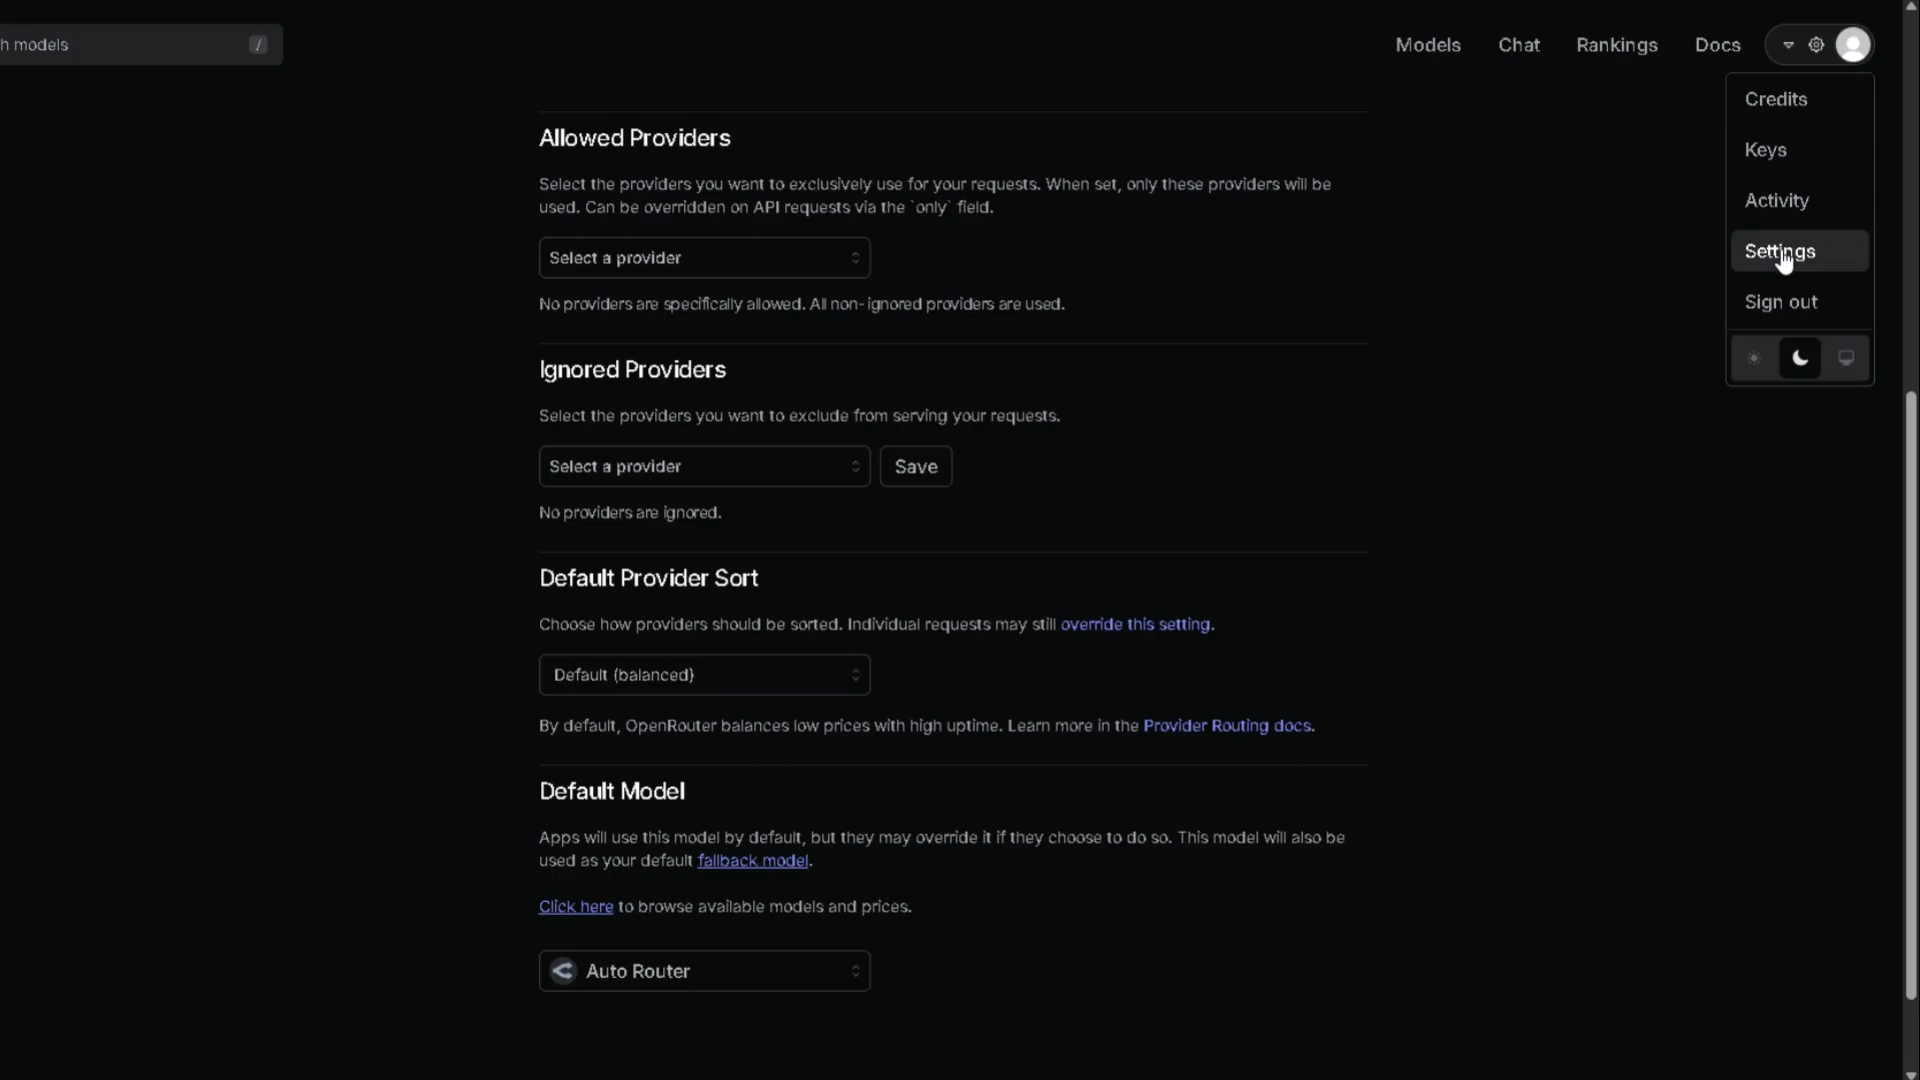 h models /
Models Chat Rankings Docs
Credits
Keys
Activity
Settings
Sign out
Allowed Providers
Select the providers you want to exclusively use for your requests. When set, only these providers will be
used. Can be overridden on API requests via the `only` field.
Select a provider
No providers are specifically allowed. All non-ignored providers are used.
Ignored Providers
Select the providers you want to exclude from serving your requests.
Select a provider Save
No providers are ignored.
Default Provider Sort
Choose how providers should be sorted. Individual requests may still override this setting.
Default (balanced)
By default, OpenRouter balances low prices with high uptime. Learn more in the Provider Routing docs.
Default Model
Apps will use this model by default, but they may override it if they choose to do so. This model will also be
used as your default fallback model.
Click here to browse available models and prices.
Auto Router